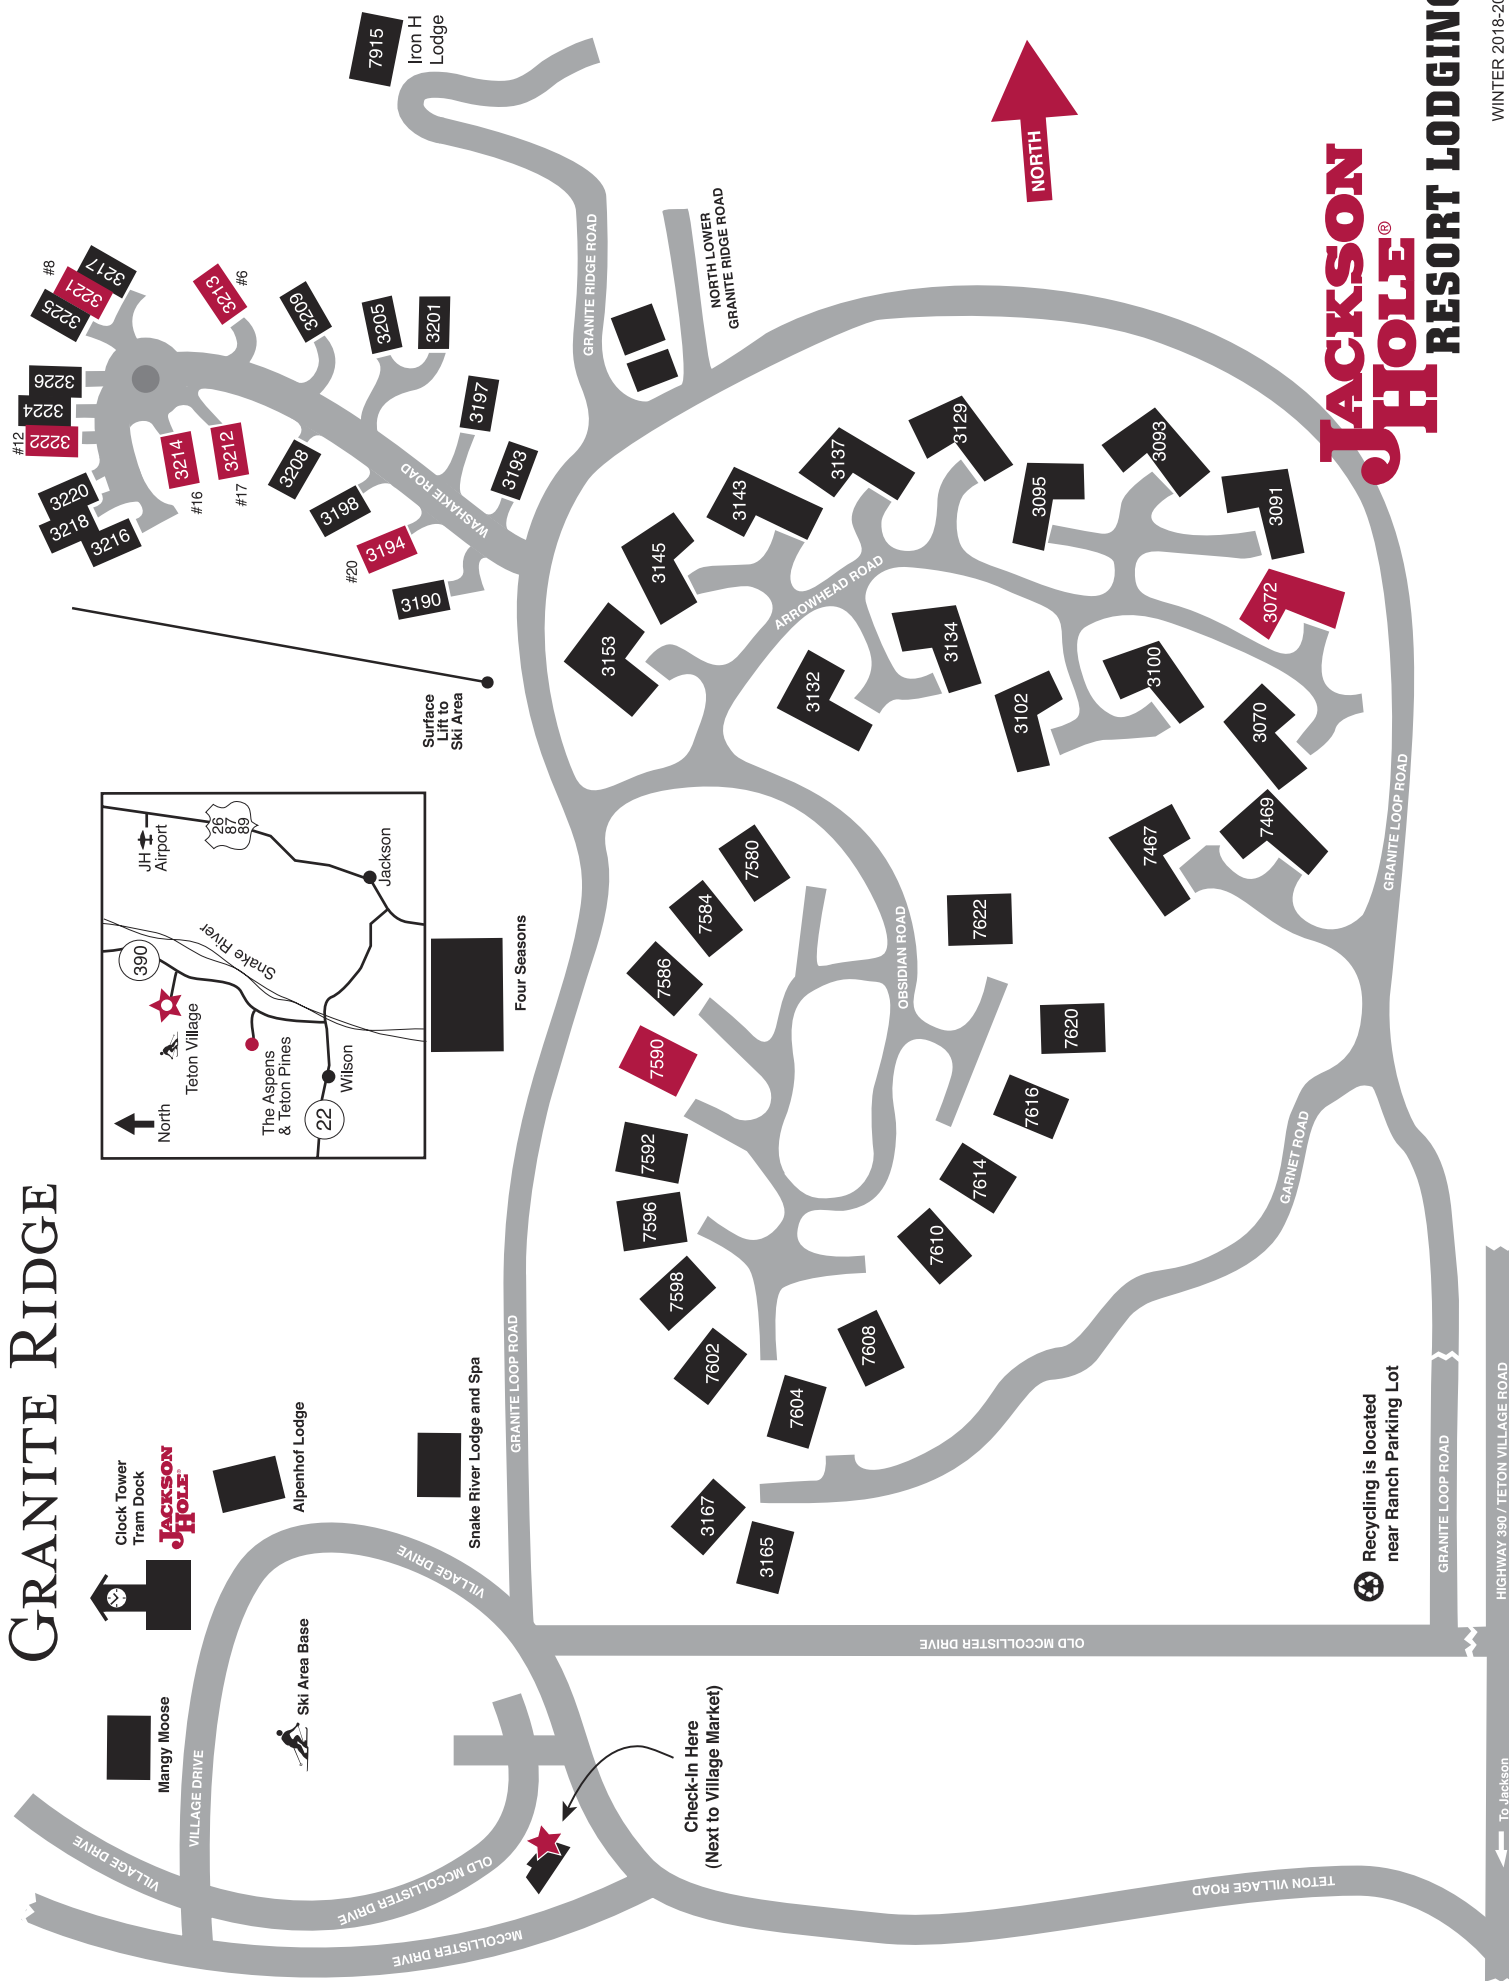 GRANITE RIDGE
Mangy Moose
Clock Tower
Tram Dock
JACKSON
HOLE
Alpenhof Lodge
Ski Area Base
Snake River Lodge and Spa
VILLAGE DRIVE
VILLAGE DRIVE
VILLAGE DRIVE
OLD MCCOLLISTER DRIVE
McCOLLISTER DRIVE
Check-In Here
(Next to Village Market)
OLD MCCOLLISTER DRIVE
TETON VILLAGE ROAD
To Jackson
HIGHWAY 390 / TETON VILLAGE ROAD
GRANITE LOOP ROAD
Recycling is located
near Ranch Parking Lot
North
390
Snake River
JH
Airport
26
87
89
Teton Village
The Aspens
& Teton Pines
Wilson
22
Jackson
Four Seasons
Surface
Lift to
Ski Area
GRANITE LOOP ROAD
3167
3165
7602
7604
7598
7608
7596
7592
7590
7586
7584
7580
7610
7614
7616
7620
7622
OBSIDIAN ROAD
GARNET ROAD
7467
7469
GRANITE LOOP ROAD
3153
3145
3143
3137
3129
3132
3134
3102
3100
3095
3093
3091
3072
3070
ARROWHEAD ROAD
WASHAKIE ROAD
3190
#20
3194
3198
3208
3193
3197
3201
3205
3209
3213
#6
3212
#17
3214
#16
3216
3218
3220
#12
3222
3224
3226
3225
3221
#8
3217
GRANITE RIDGE ROAD
NORTH LOWER
GRANITE RIDGE ROAD
7915
Iron H
Lodge
NORTH
JACKSON
HOLE®
RESORT LODGING
WINTER 2018-20